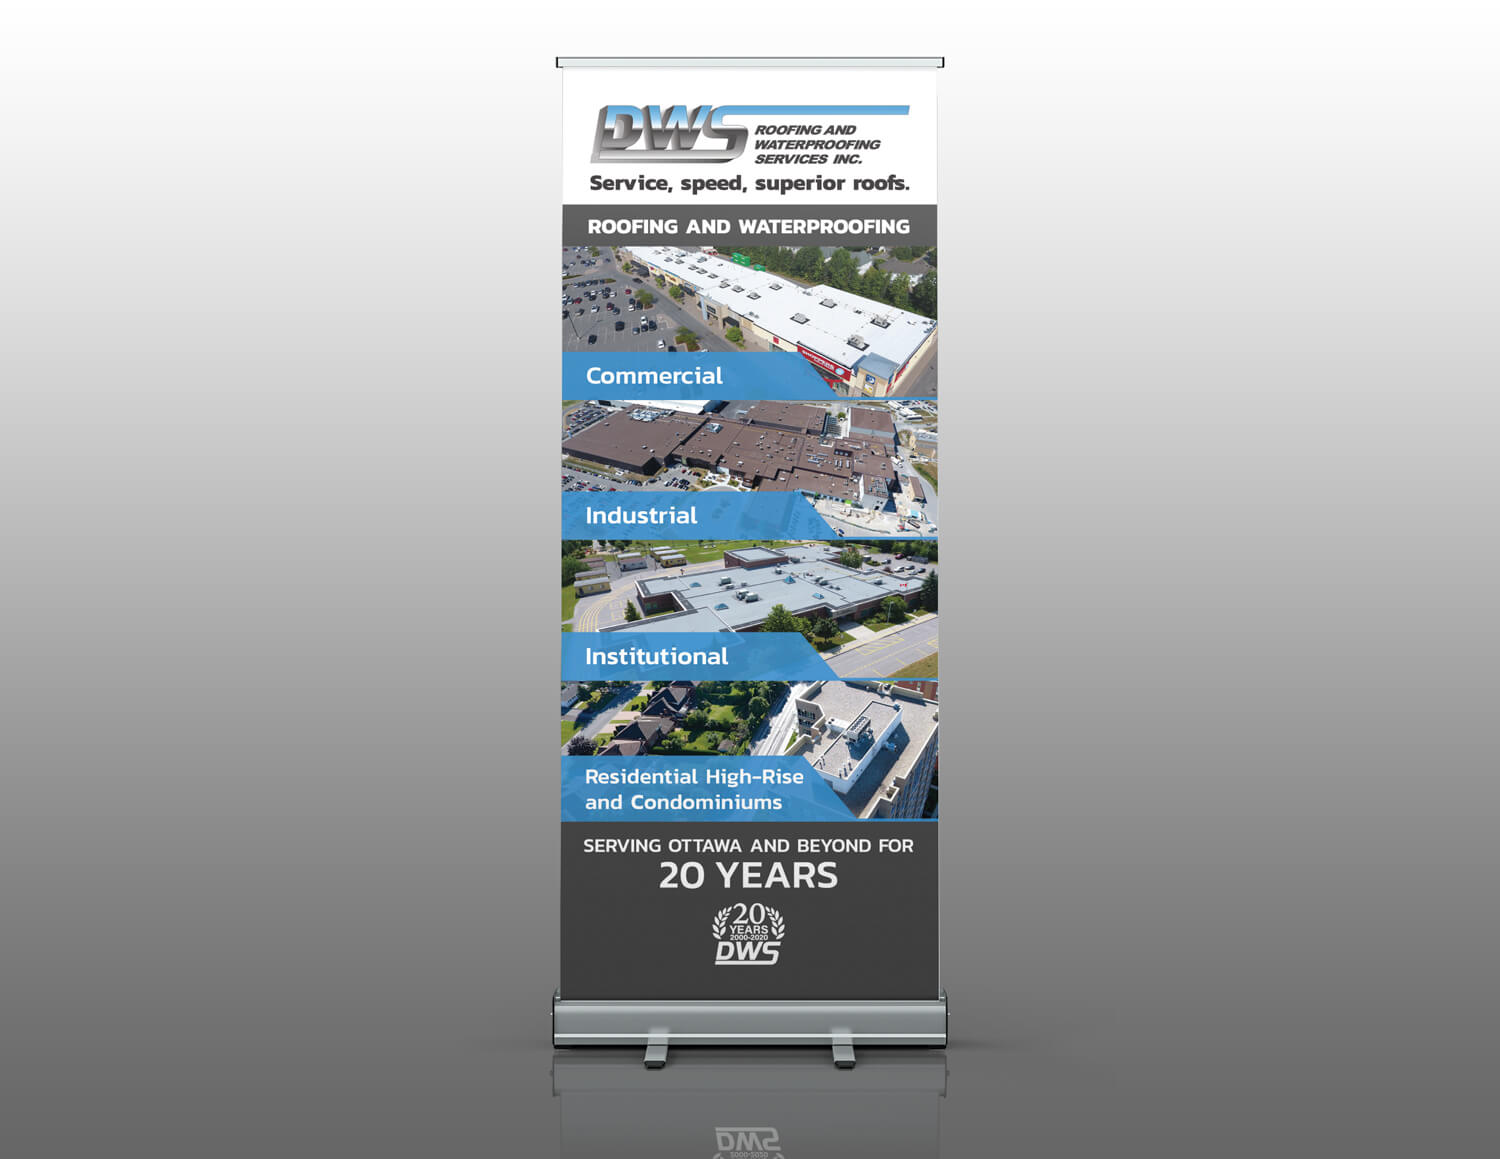 DWS
ROOFING AND
WATERPROOFING
SERVICES INC.
Service, speed, superior roofs.
ROOFING AND WATERPROOFING
Commercial
Industrial
Institutional
Residential High-Rise
and Condominiums
SERVING OTTAWA AND BEYOND FOR
20 YEARS
20
YEARS
2000-2020
DWS